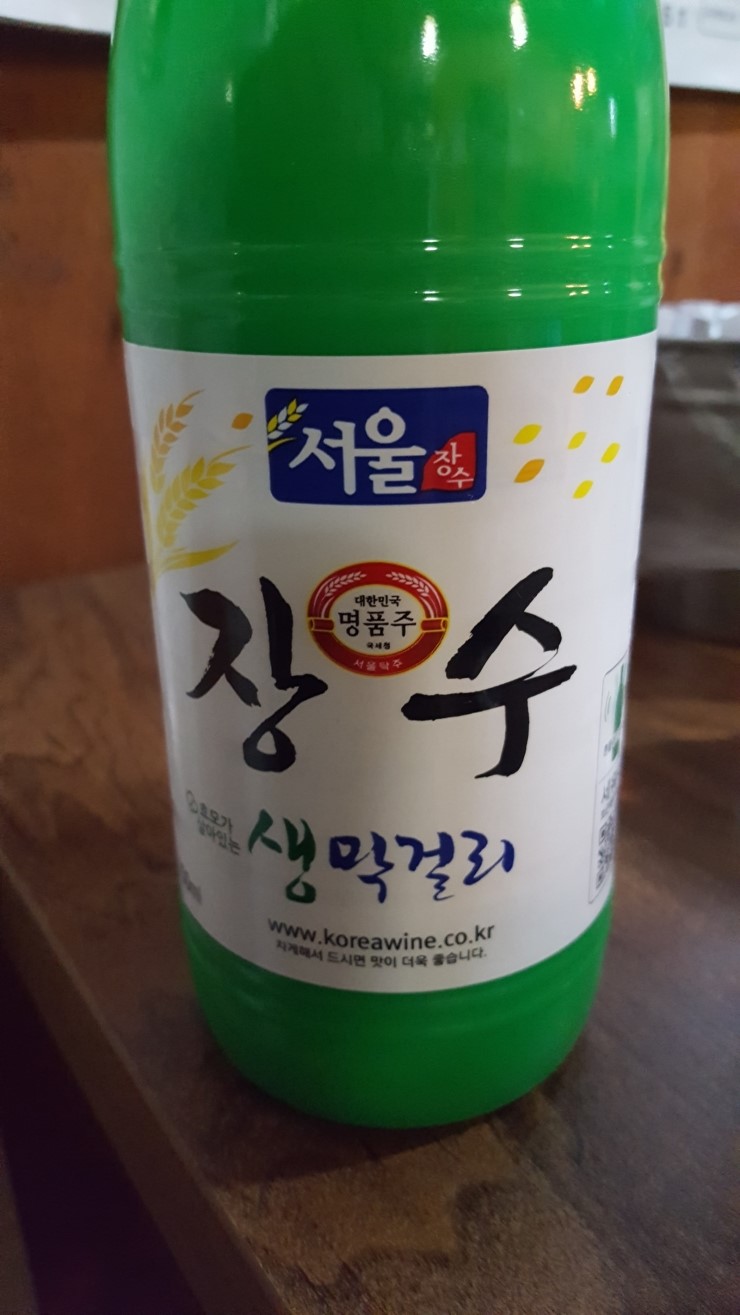 서울
장수
대한민국
명품주
국세청
서울탁주
장수
효모가
살아있는
생막걸리
www.koreawine.co.kr
차게해서 드시면 맛이 더욱 좋습니다.